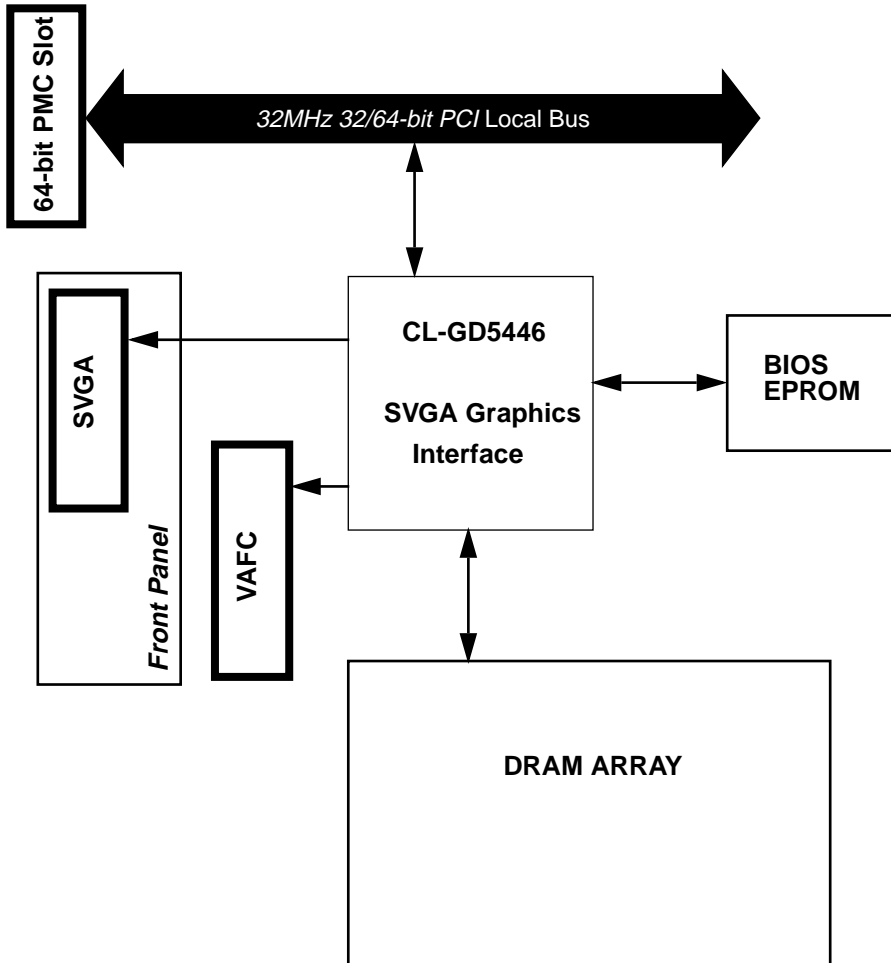 64-bit PMC Slot
32MHz 32/64-bit PCI Local Bus
CL-GD5446
SVGA Graphics
Interface
BIOS
EPROM
SVGA
Front Panel
VAFC
DRAM ARRAY